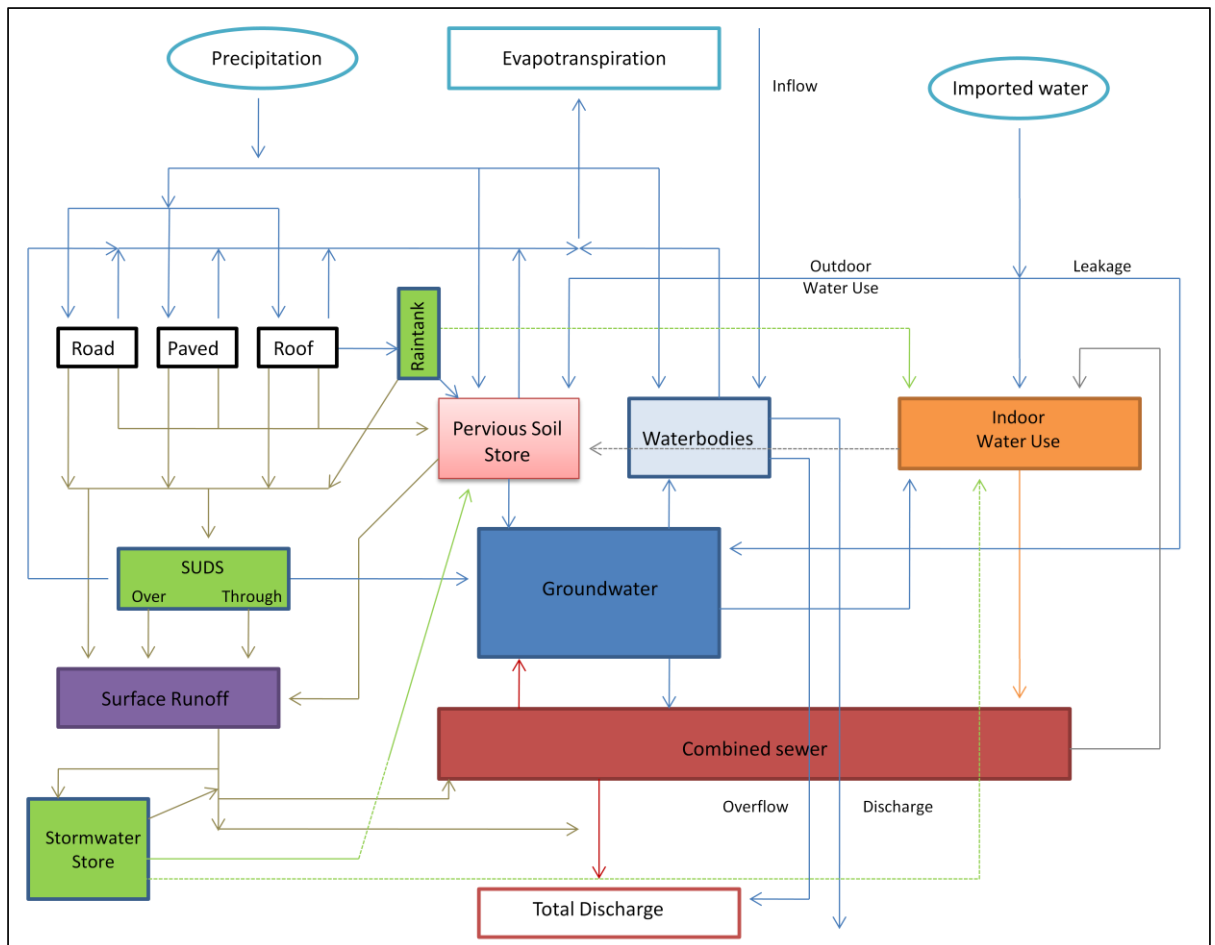 Precipitation
Evapotranspiration
Inflow
Imported water
Outdoor
Water Use
Leakage
Road
Paved
Roof
Raintank
Pervious Soil
Store
Waterbodies
Indoor
Water Use
SUDS
Over
Through
Groundwater
Surface Runoff
Combined sewer
Overflow
Discharge
Stormwater
Store
Total Discharge